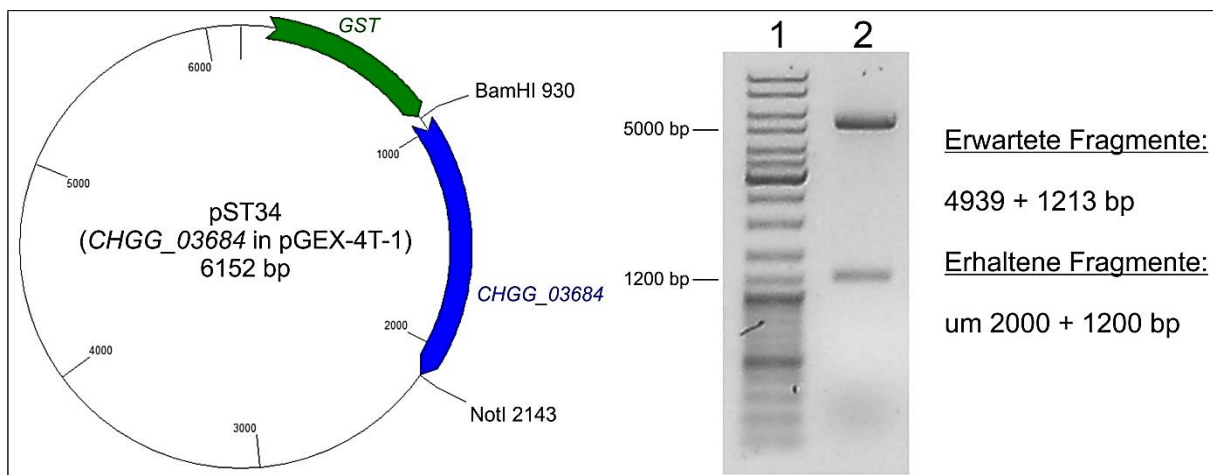 GST
6000
BamHI 930
1000
5000
pST34
(CHGG_03684 in pGEX-4T-1)
6152 bp
CHGG_03684
2000
4000
NotI 2143
3000
1 2
5000 bp
1200 bp
Erwartete Fragmente:
4939 + 1213 bp
Erhaltene Fragmente:
um 2000 + 1200 bp